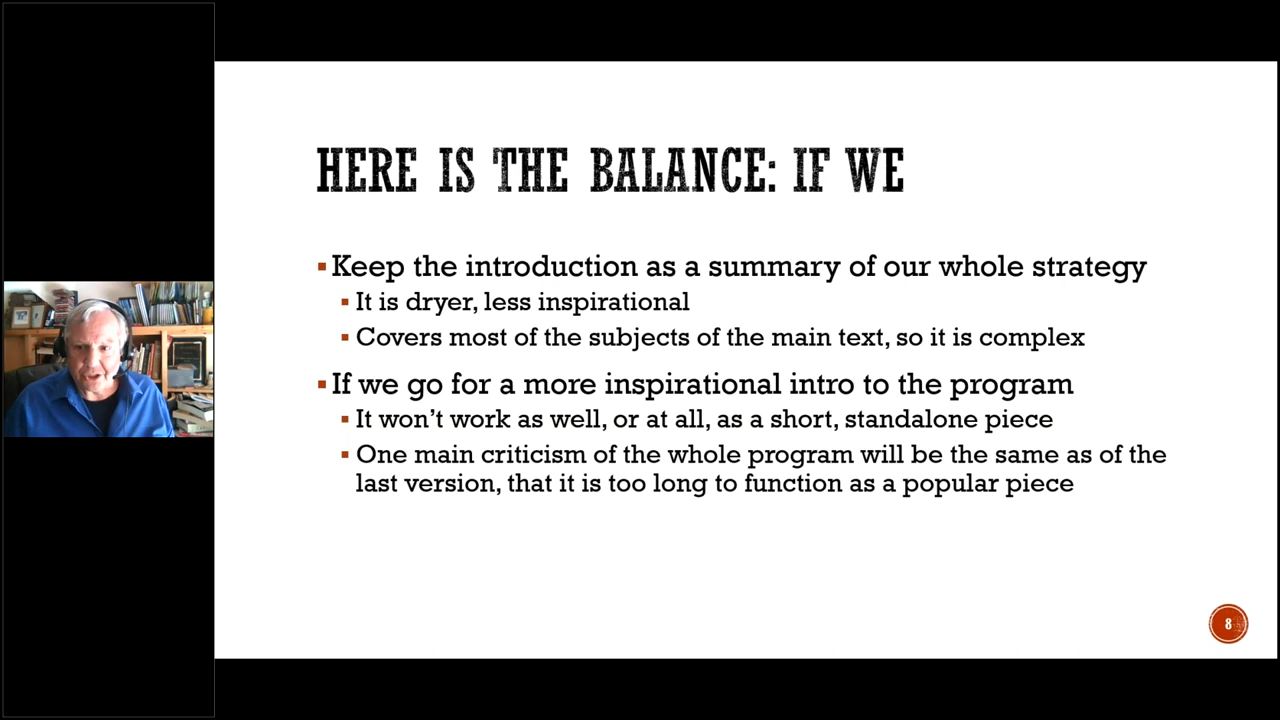 HERE IS THE BALANCE: IF WE
▪ Keep the introduction as a summary of our whole strategy
▪ It is dryer, less inspirational
▪ Covers most of the subjects of the main text, so it is complex
▪ If we go for a more inspirational intro to the program
▪ It won’t work as well, or at all, as a short, standalone piece
▪ One main criticism of the whole program will be the same as of the
last version, that it is too long to function as a popular piece
8